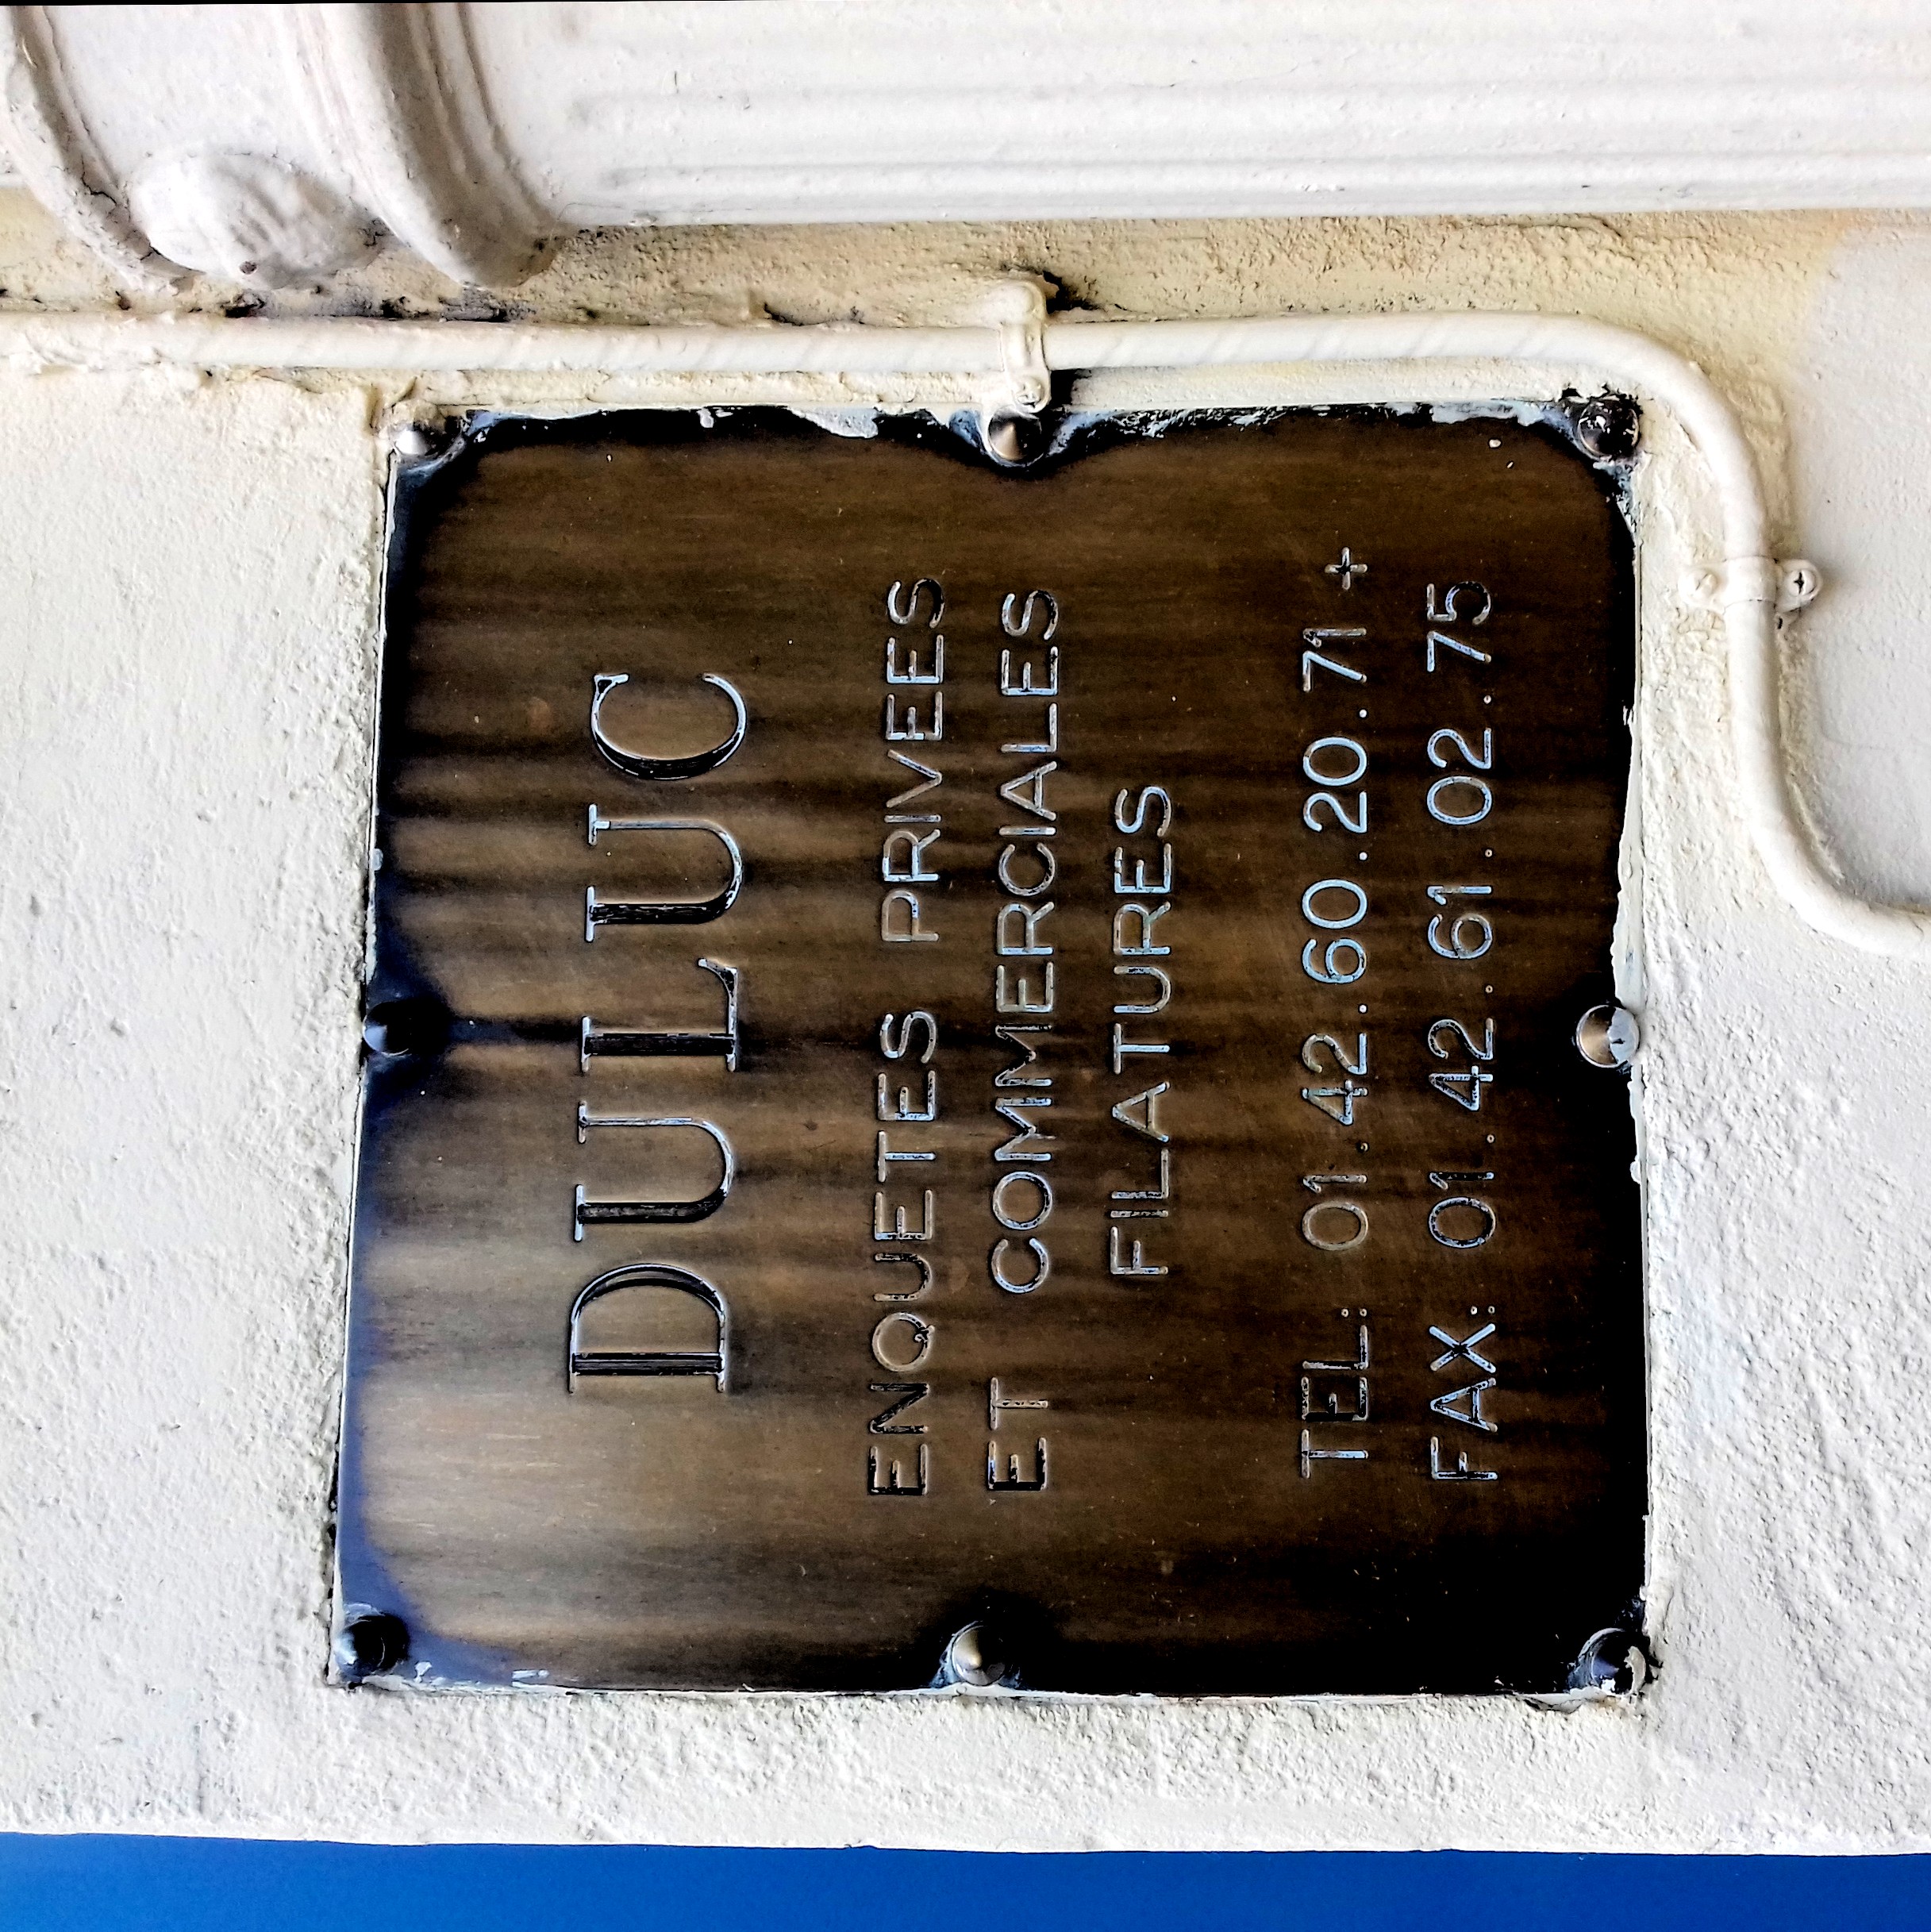 DULUC
ENQUETES PRIVEES
ET COMMERCIALES
FILATURES
TEL: 01.42.60.20.71+
FAX: 01.42.61.02.75